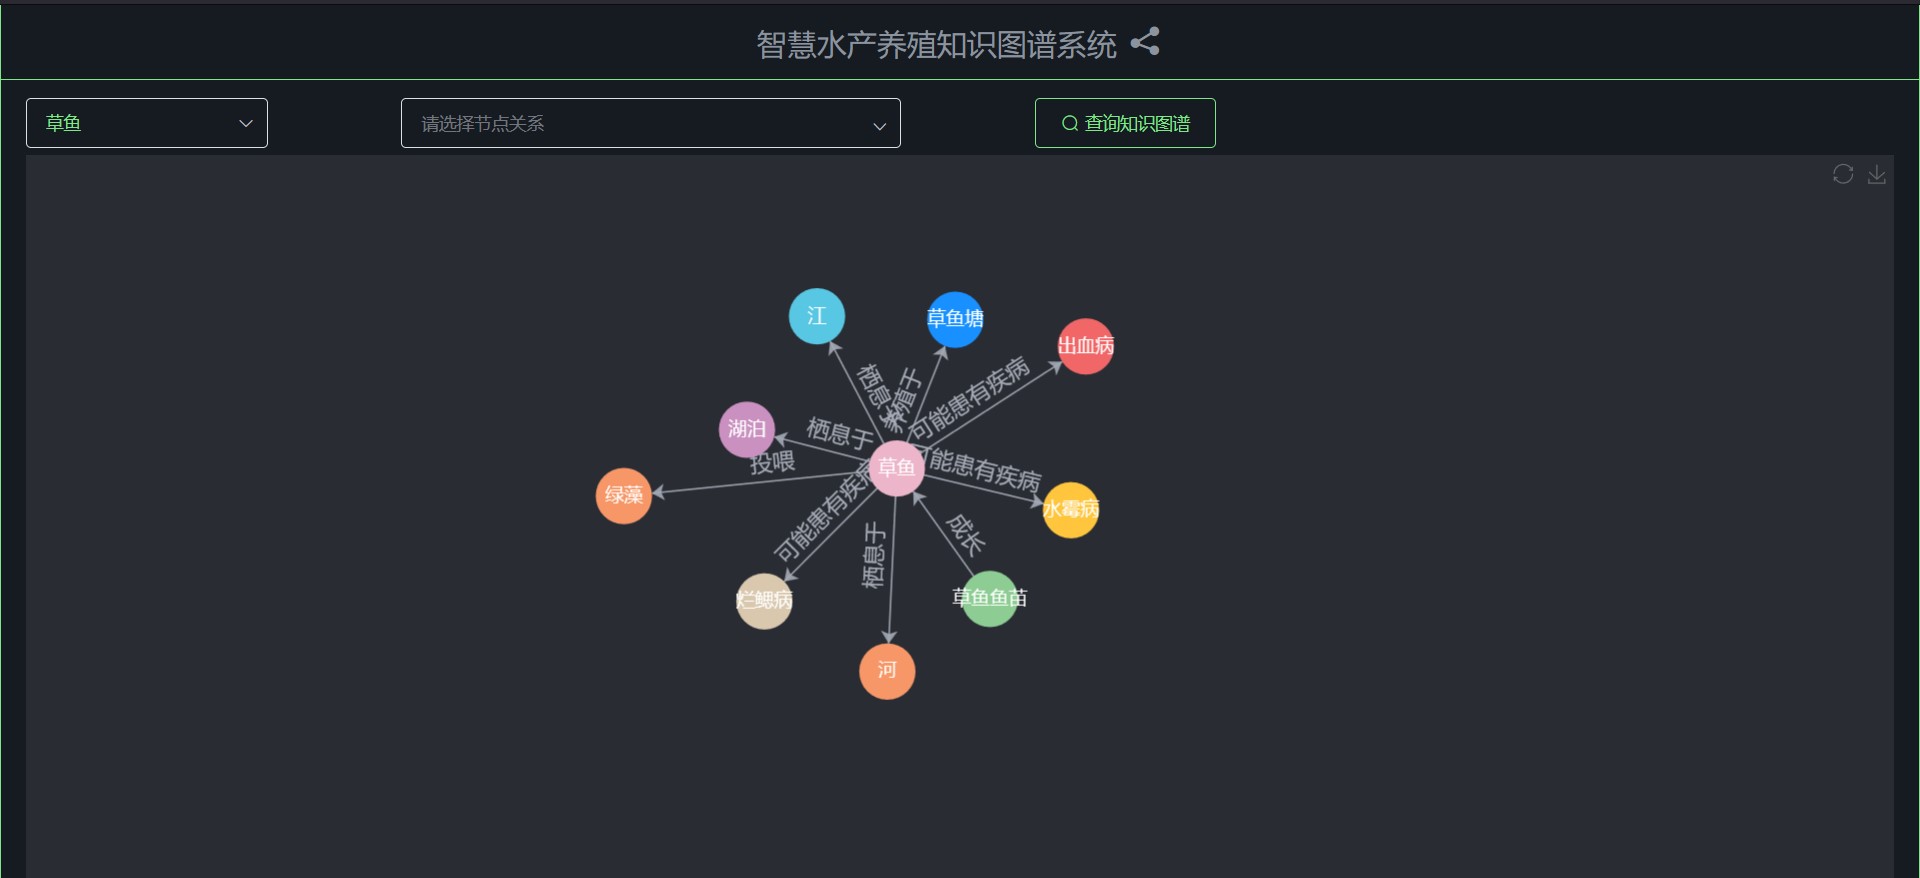 智慧水产养殖知识图谱系统
草鱼
请选择节点关系
查询知识图谱
江
草鱼塘
出血病
栖息于
养殖于
可能患有疾病
湖泊
栖息于
投喂
草鱼
可能患有疾病
绿藻
水霉病
可能患有疾病
成长
栖息于
烂鳃病
草鱼鱼苗
河